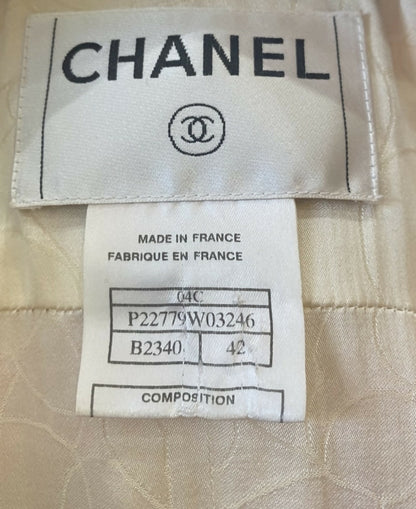 CHANEL
MADE IN FRANCE
FABRIQUE EN FRANCE
04C
P22779W03246
B2340 42
COMPOSITION